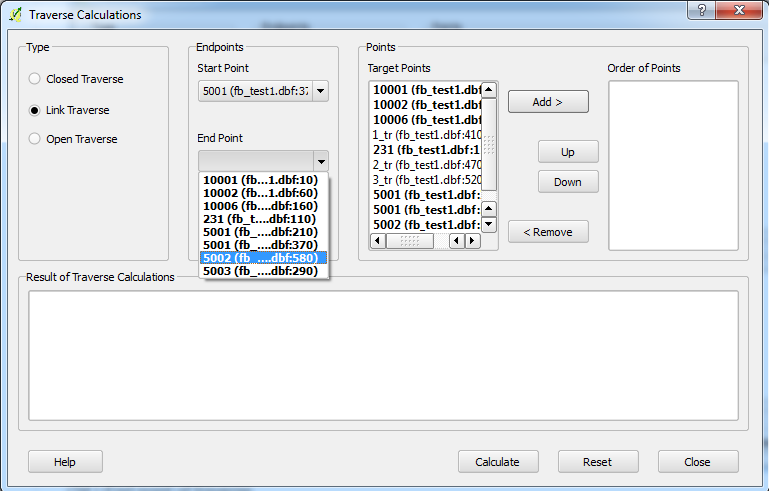 Traverse Calculations
Type
Closed Traverse
Link Traverse
Open Traverse
Endpoints
Start Point
5001 (fb_test1.dbf:37
End Point
10001 (fb...1.dbf:10)
10002 (fb...1.dbf:60)
10006 (fb...dbf:160)
231 (fb_t....dbf:110)
5001 (fb_....dbf:210)
5001 (fb_....dbf:370)
5002 (fb_....dbf:580)
5003 (fb_....dbf:290)
Points
Target Points
10001 (fb_test1.dbf
10002 (fb_test1.dbf
10006 (fb_test1.dbf
1_tr (fb_test1.dbf:410
231 (fb_test1.dbf:1
2_tr (fb_test1.dbf:470
3_tr (fb_test1.dbf:520
5001 (fb_test1.dbf:
5001 (fb_test1.dbf:
5002 (fb_test1.dbf:
Add >
Up
Down
< Remove
Order of Points
Result of Traverse Calculations
Help
Calculate
Reset
Close